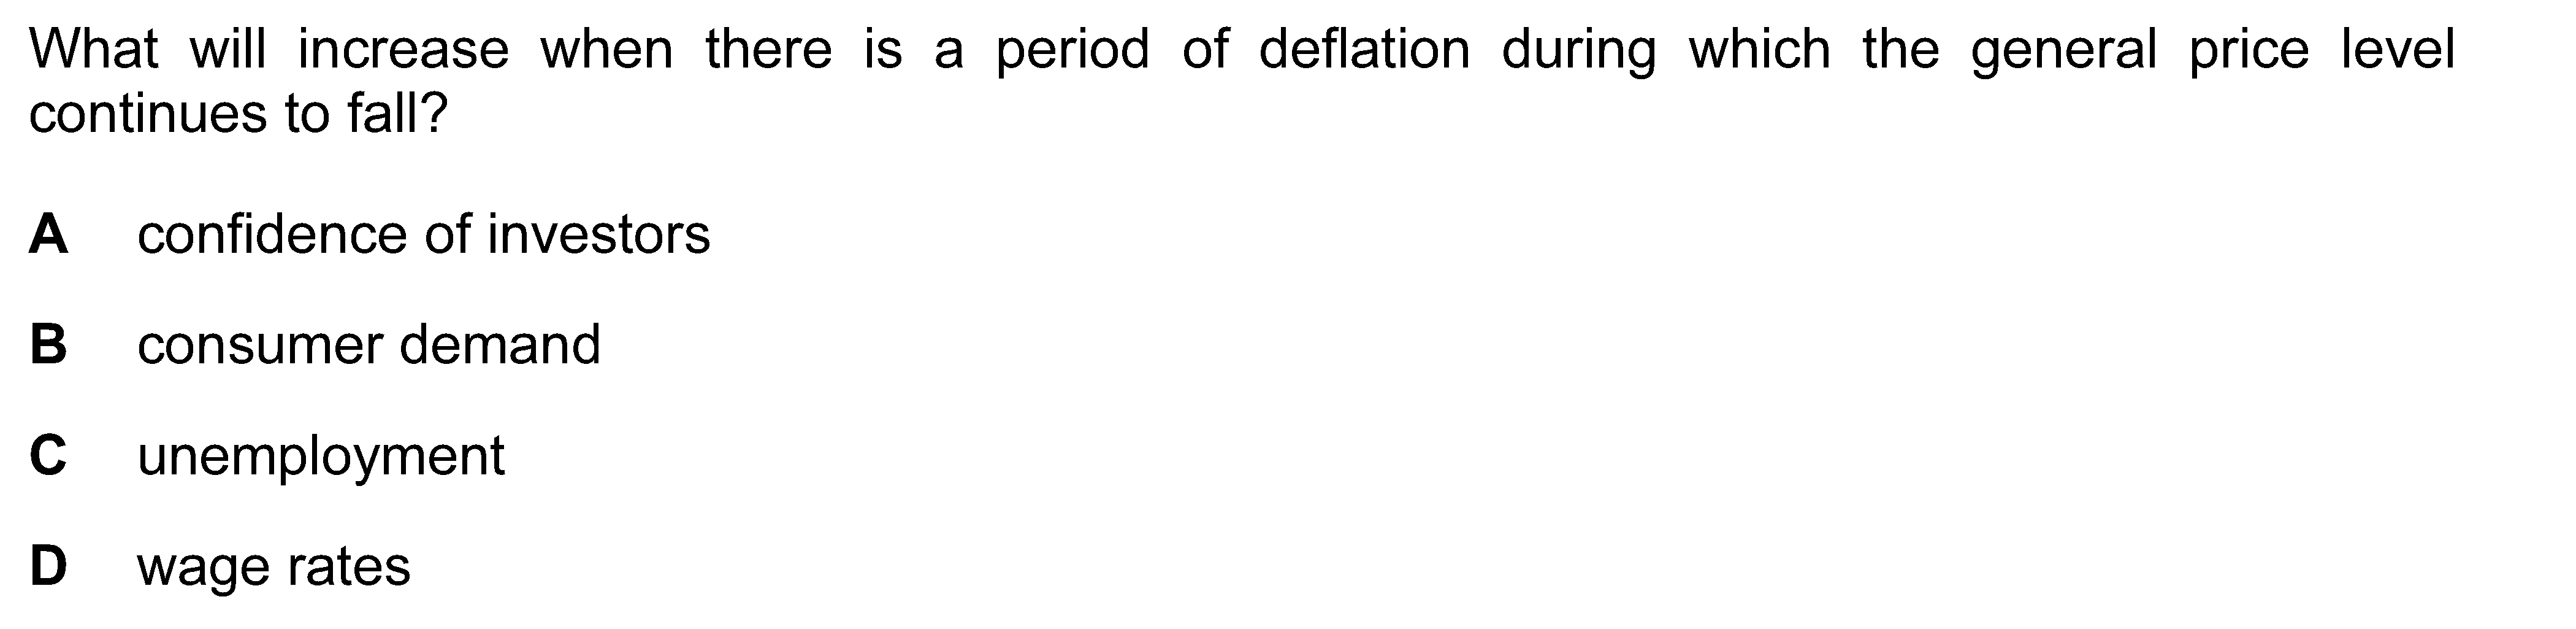 What will increase when there is a period of deflation during which the general price level
continues to fall?
A confidence of investors
B consumer demand
C unemployment
D wage rates